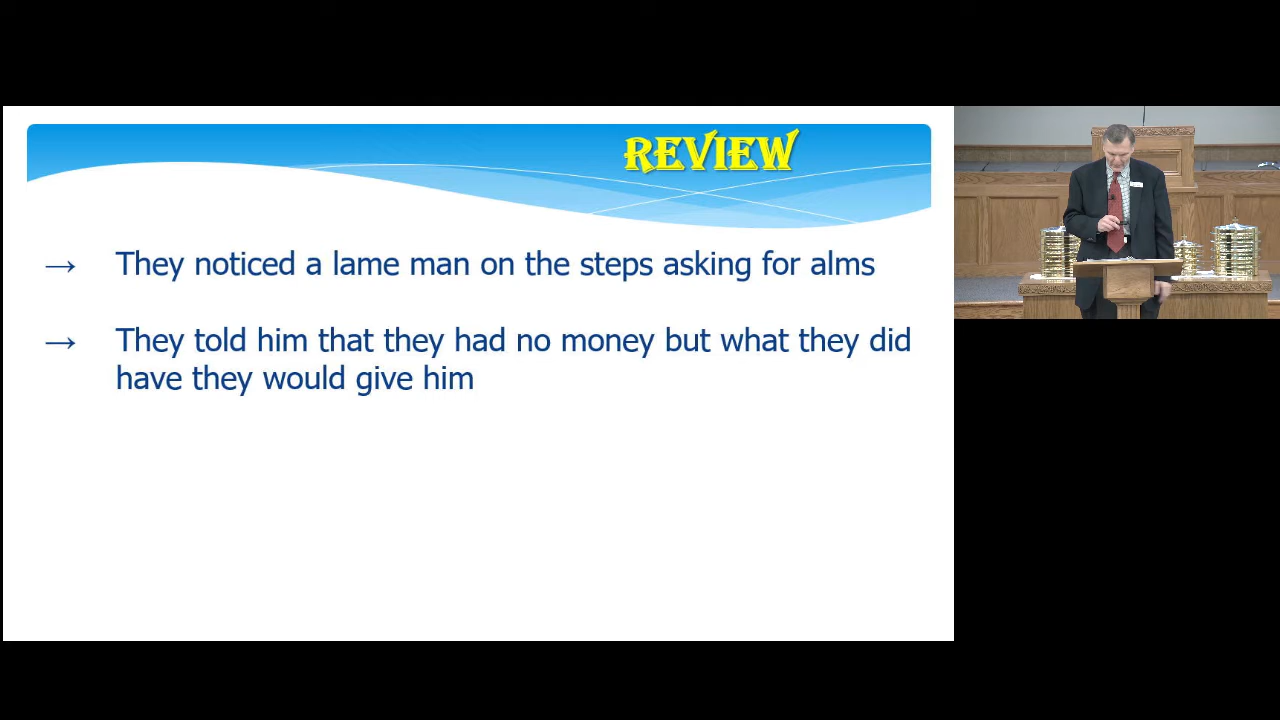 REVIEW
→ They noticed a lame man on the steps asking for alms
→ They told him that they had no money but what they did
have they would give him